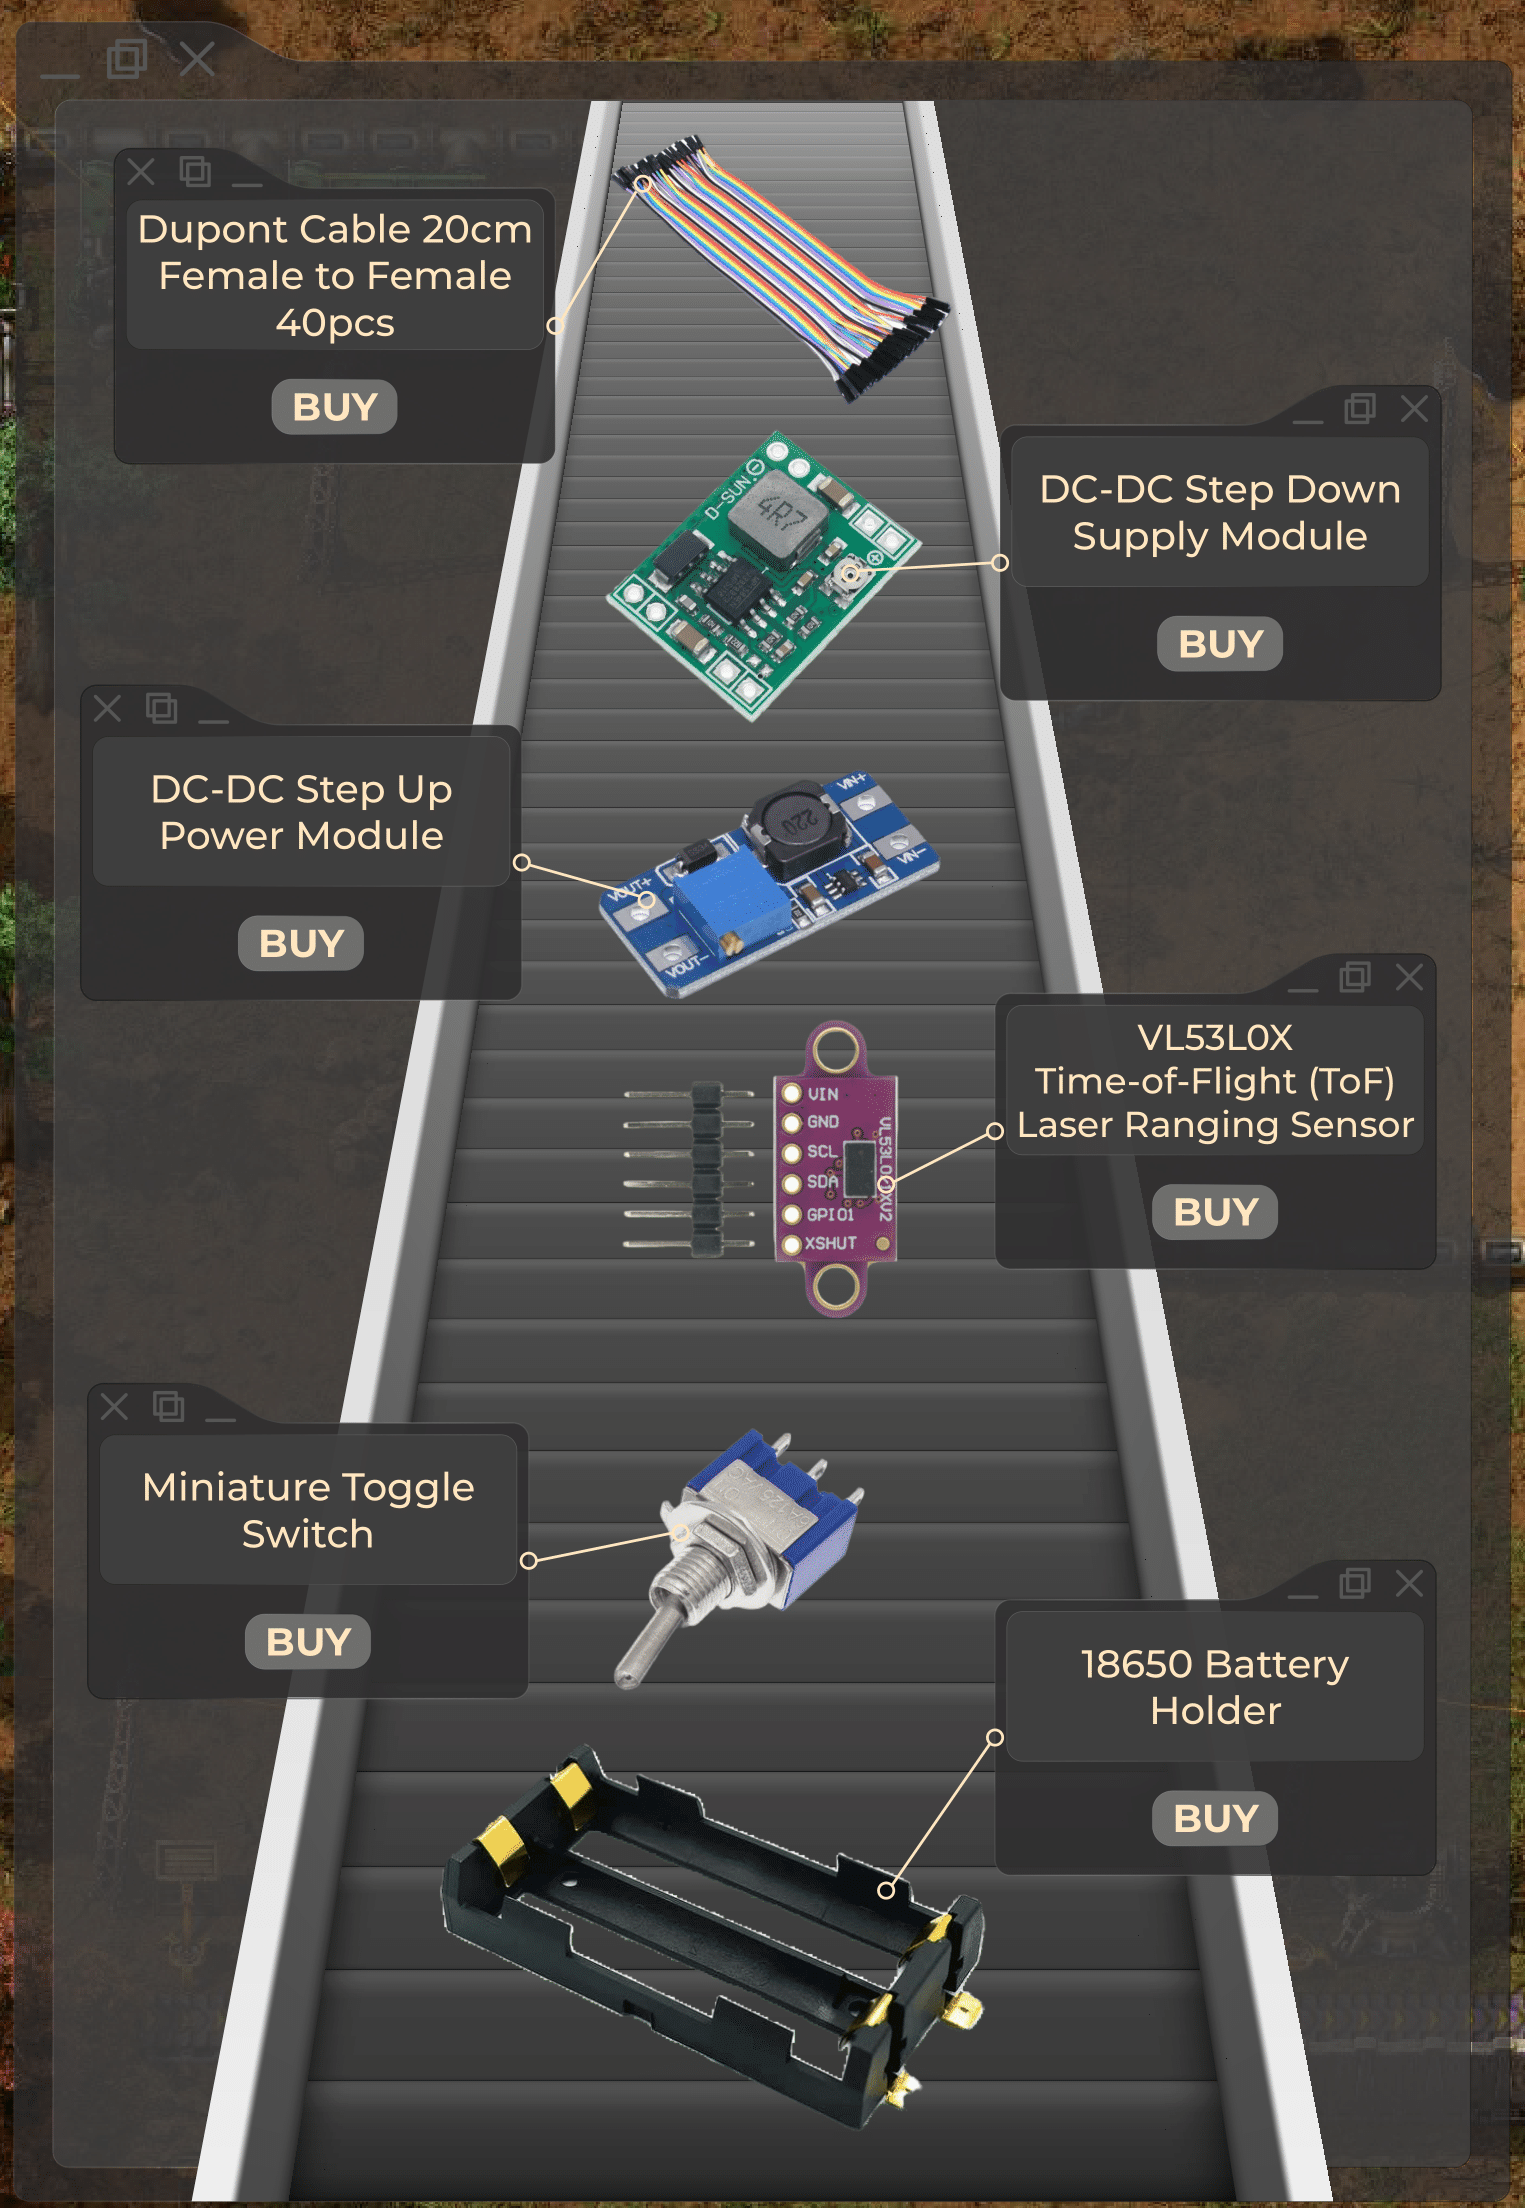 Dupont Cable 20cm
Female to Female
40pcs
BUY
D-SUN
4R7
DC-DC Step Down
Supply Module
BUY
DC-DC Step Up
Power Module
BUY
VIN+
220
VIN-
VOUT+
VOUT-
VL53L0X
Time-of-Flight (ToF)
Laser Ranging Sensor
BUY
VIN
GND
SCL
SDA
GPIO1
XSHUT
Miniature Toggle
Switch
BUY
18650 Battery
Holder
BUY